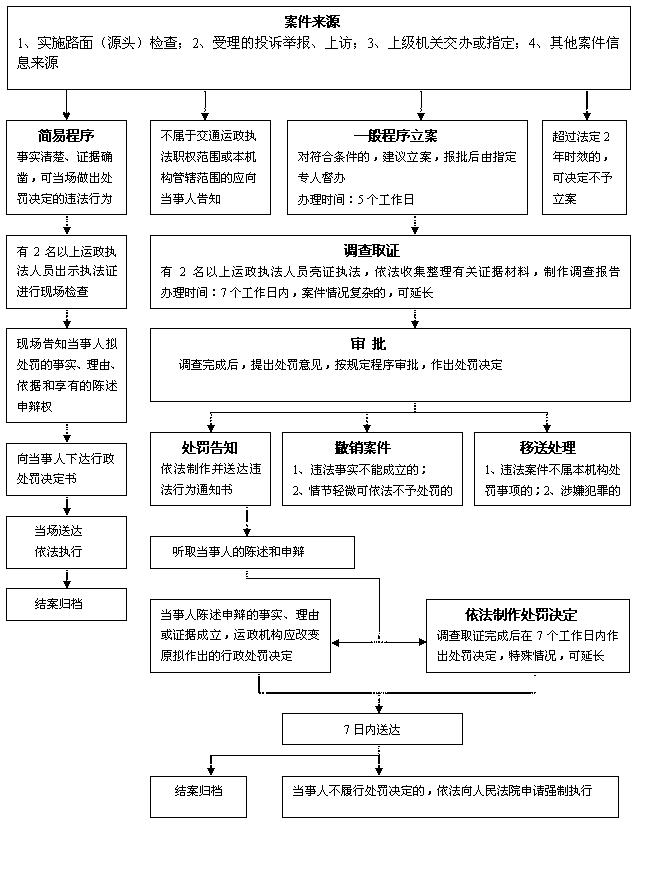 案件来源
1、实施路面（源头）检查；2、受理的投诉举报、上访；3、上级机关交办或指定；4、其他案件信
息来源
简易程序
事实清楚、证据确
凿，可当场做出处
罚决定的违法行为
不属于交通运政执
法职权范围或本机
构管辖范围的应向
当事人告知
一般程序立案
对符合条件的，建议立案，报批后由指定
专人督办
办理时间：5个工作日
超过法定2
年时效的，
可决定不予
立案
有2名以上运政执
法人员出示执法证
进行现场检查
调查取证
有2名以上运政执法人员亮证执法，依法收集整理有关证据材料，制作调查报告
办理时间：7个工作日内，案件情况复杂的，可延长
现场告知当事人拟
处罚的事实、理由、
依据和享有的陈述
申辩权
审 批
调查完成后，提出处罚意见，按规定程序审批，作出处罚决定
向当事人下达行政
处罚决定书
处罚告知
依法制作并送达违
法行为通知书
撤销案件
1、违法事实不能成立的；
2、情节轻微可依法不予处罚的
移送处理
1、违法案件不属本机构处
罚事项的；2、涉嫌犯罪的
当场送达
依法执行
听取当事人的陈述和申辩
结案归档
当事人陈述申辩的事实、理由
或证据成立，运政机构应改变
原拟作出的行政处罚决定
依法制作处罚决定
调查取证完成后在7个工作日内作
出处罚决定，特殊情况，可延长
7日内送达
结案归档
当事人不履行处罚决定的，依法向人民法院申请强制执行